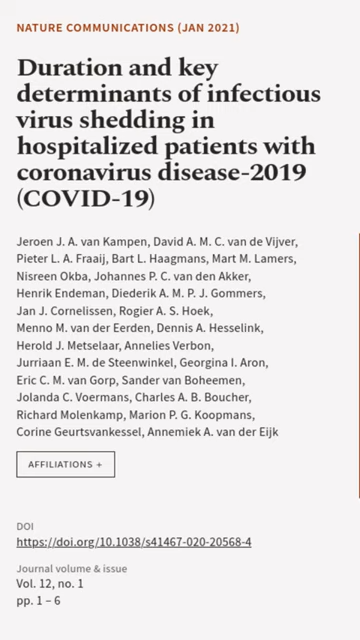 NATURE COMMUNICATIONS (JAN 2021)
Duration and key
determinants of infectious
virus shedding in
hospitalized patients with
coronavirus disease-2019
(COVID-19)
Jeroen J. A. van Kampen, David A. M. C. van de Vijver,
Pieter L. A. Fraaij, Bart L. Haagmans, Mart M. Lamers,
Nisreen Okba, Johannes P. C. van den Akker,
Henrik Endeman, Diederik A. M. P. J. Gommers,
Jan J. Cornelissen, Rogier A. S. Hoek,
Menno M. van der Eerden, Dennis A. Hesselink,
Herold J. Metselaar, Annelies Verbon,
Jurriaan E. M. de Steenwinkel, Georgina I. Aron,
Eric C. M. van Gorp, Sander van Boheemen,
Jolanda C. Voermans, Charles A. B. Boucher,
Richard Molenkamp, Marion P. G. Koopmans,
Corine Geurtsvankessel, Annemiek A. van der Eijk
AFFILIATIONS +
DOI
https://doi.org/10.1038/s41467-020-20568-4
Journal volume & issue
Vol. 12, no. 1
pp. 1 – 6